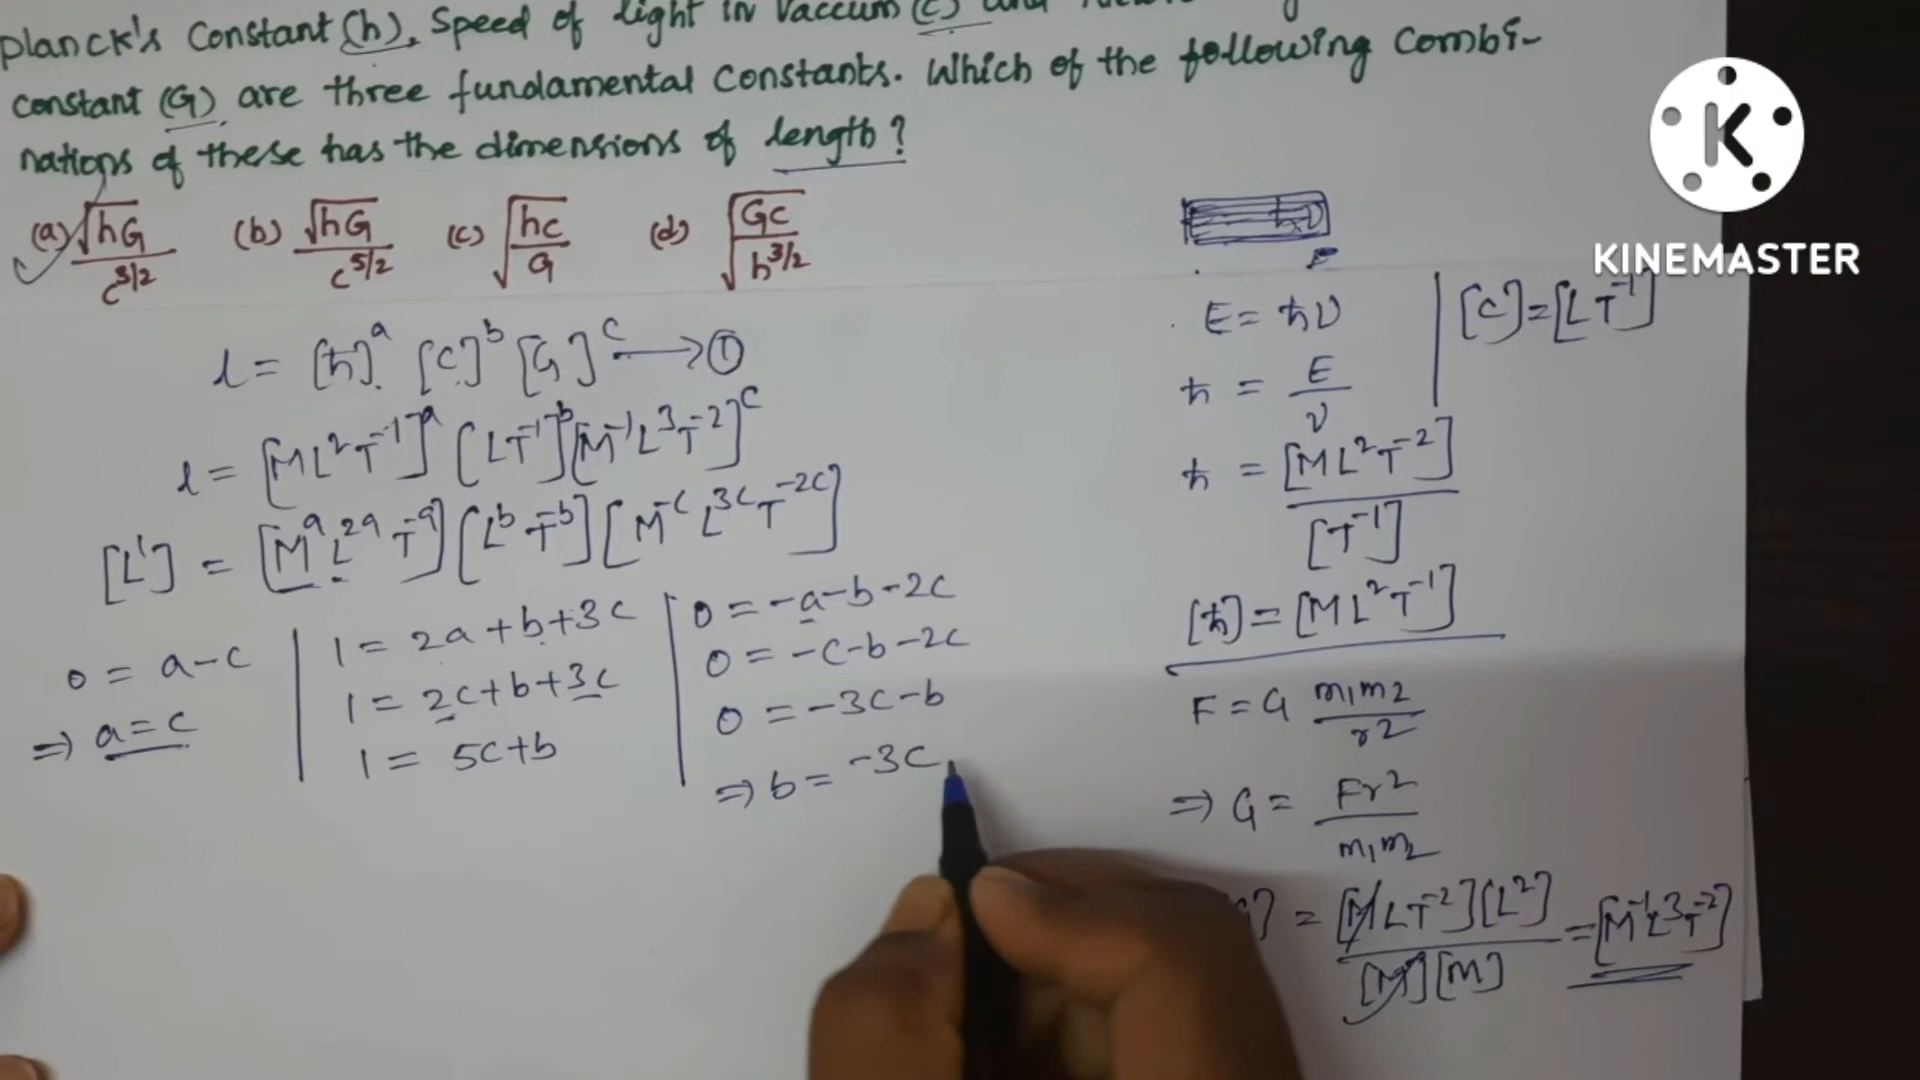 Planck's Constant (h), Speed of light in Vaccum (c) and
constant (G) are three fundamental constants. Which of the following combi-
nations of these has the dimensions of length?
(a) √hG / c^3/2 (b) √hG / c^5/2 (c) √(hc / G) (d) √(Gc / h^3/2)
l = [ħ]^a [c]^b [G]^c → ①
l = [ML²T⁻¹]^a [LT⁻¹]^b [M⁻¹L³T⁻²]^c
[L¹] = [M^a L^2a T^-a] [L^b T^-b] [M^-c L^3c T^-2c]
0 = a-c
⇒ a=c
1 = 2a+b+3c
1 = 2c+b+3c
1 = 5c+b
0 = -a-b-2c
0 = -c-b-2c
0 = -3c-b
⇒ b = -3c
E = ħν
ħ = E / ν
ħ = [ML²T⁻²] / [T⁻¹]
[ħ] = [ML²T⁻¹]
[C] = [LT⁻¹]
F = G m₁m₂ / r²
⇒ G = Fr² / m₁m₂
= [MLT⁻²][L²] / [M][M] = [M⁻¹L³T⁻²]
K
KINEMASTER